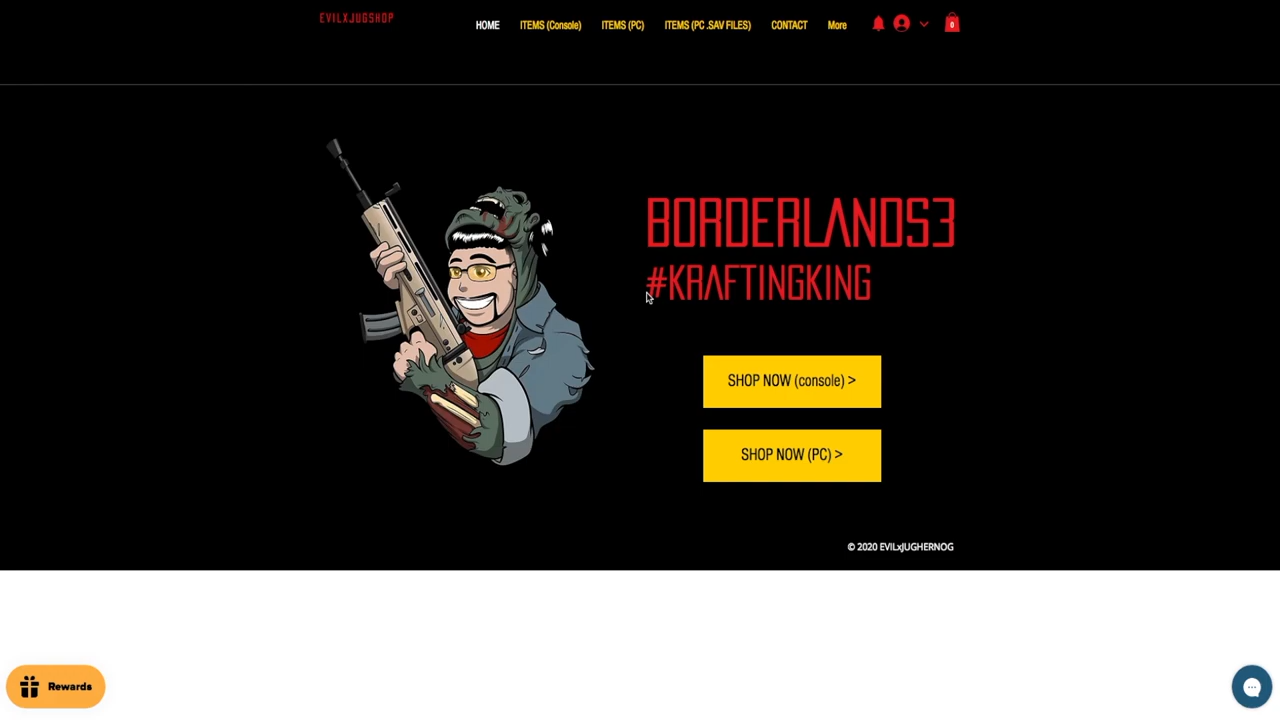 EVILXJUGSHOP
HOME
ITEMS (Console)
ITEMS (PC)
ITEMS (PC .SAV FILES)
CONTACT
More
0
BORDERLANDS3
#KRAFTINGKING
SHOP NOW (console) >
SHOP NOW (PC) >
© 2020 EVILxJUGHERNOG
Rewards